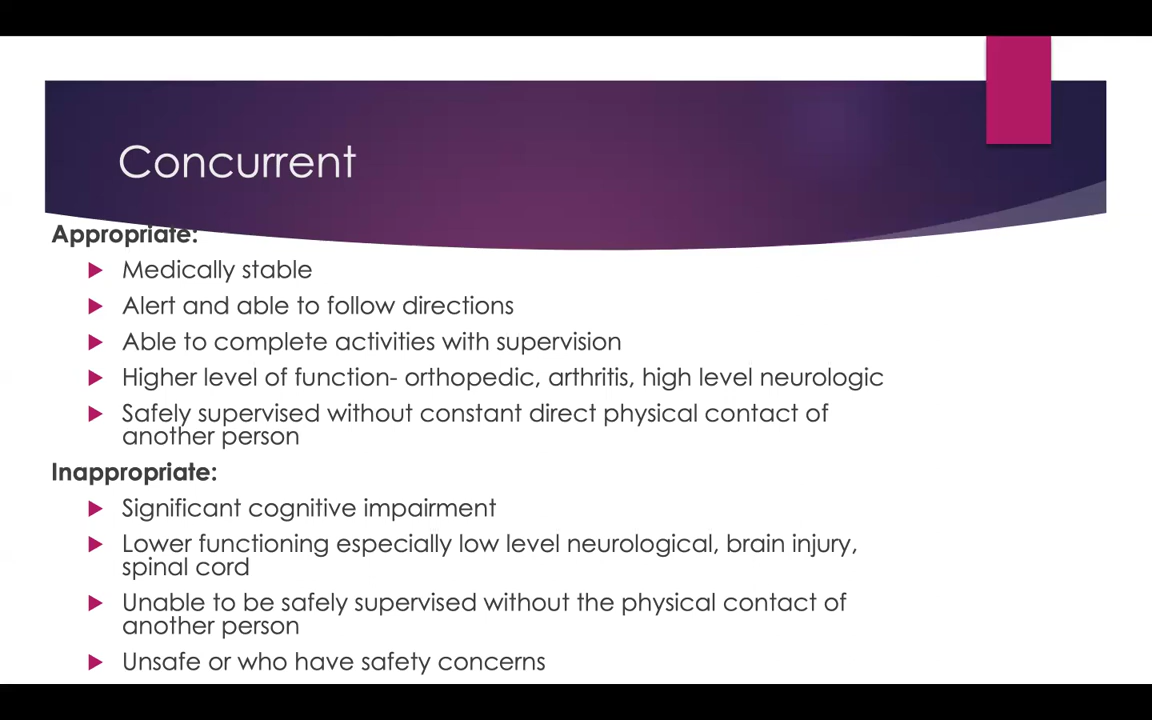 Concurrent
Appropriate:
Medically stable
Alert and able to follow directions
Able to complete activities with supervision
Higher level of function- orthopedic, arthritis, high level neurologic
Safely supervised without constant direct physical contact of
another person
Inappropriate:
Significant cognitive impairment
Lower functioning especially low level neurological, brain injury,
spinal cord
Unable to be safely supervised without the physical contact of
another person
Unsafe or who have safety concerns